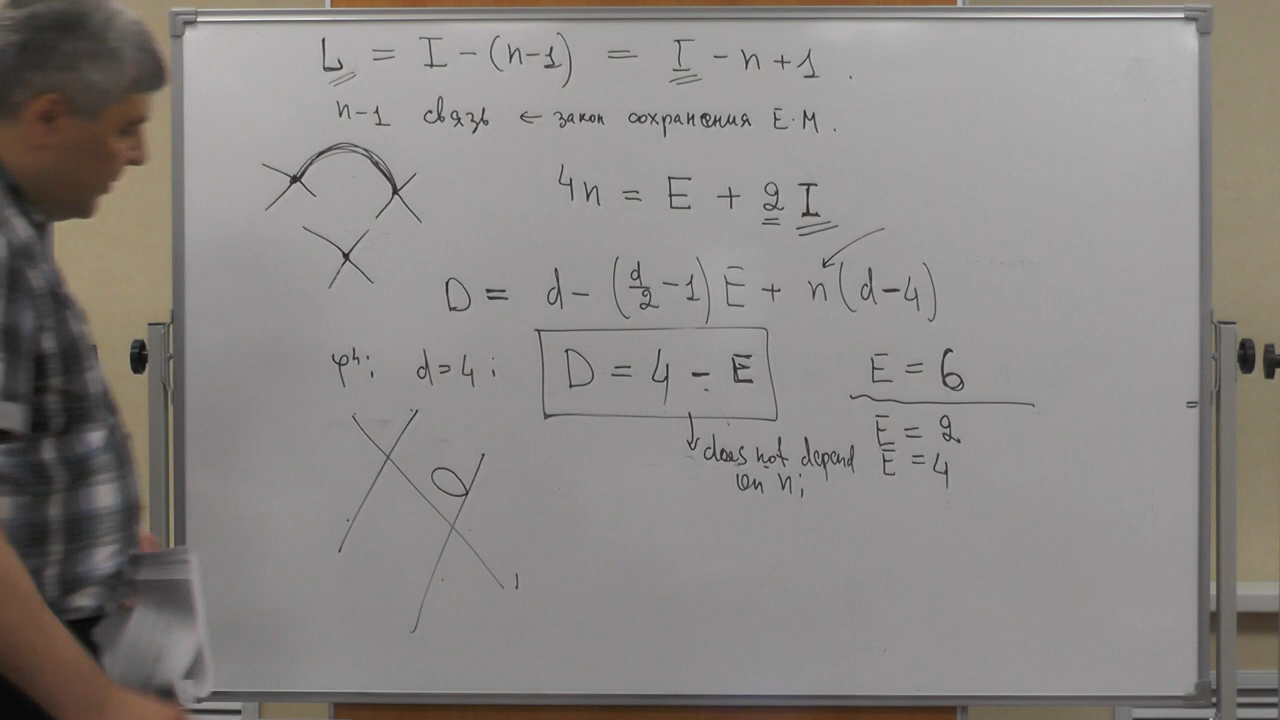 L = I - (n-1) = I - n + 1 .
n-1 связь ← закон сохранения E.M.
4n = E + 2 I
D = d - (d/2 - 1) E + n (d-4)
φ⁴: d=4; D = 4 - E
E = 6
E = 2
E = 4
does not depend
on n;